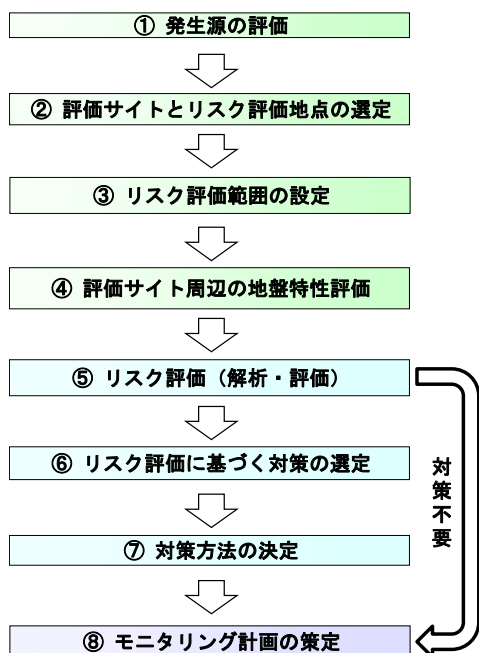 ① 発生源の評価
② 評価サイトとリスク評価地点の選定
③ リスク評価範囲の設定
④ 評価サイト周辺の地盤特性評価
⑤ リスク評価（解析・評価）
⑥ リスク評価に基づく対策の選定
⑦ 対策方法の決定
⑧ モニタリング計画の策定
対策不要